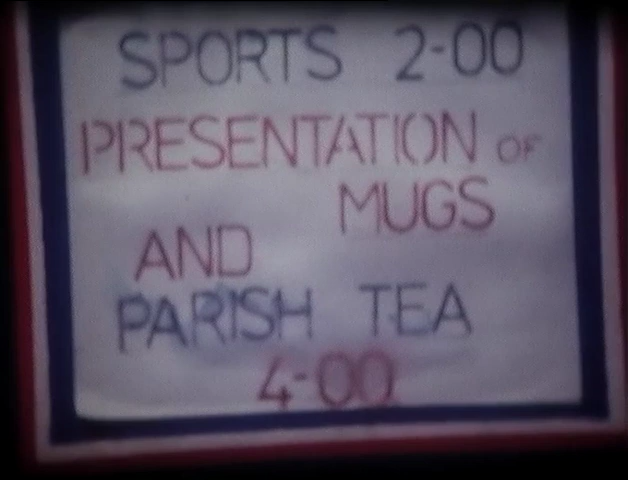 SPORTS 2-00
PRESENTATION OF
MUGS
AND
PARISH TEA
4-00